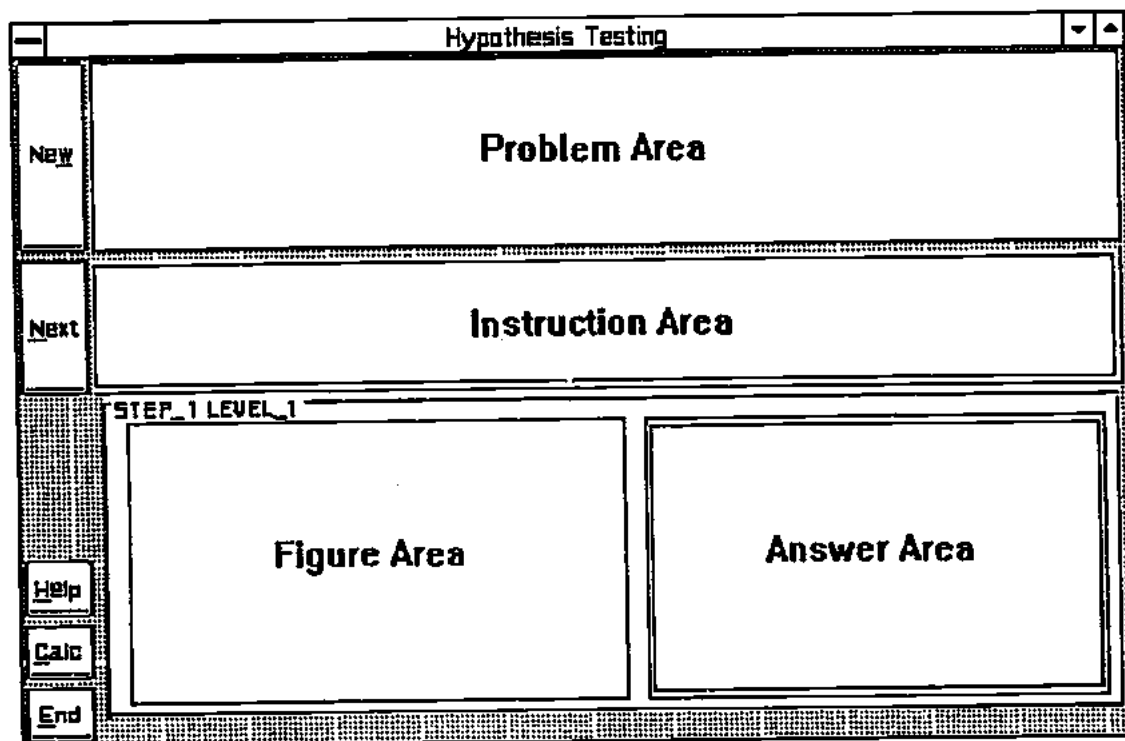 Hypothesis Testing
New
Problem Area
Next
Instruction Area
STEP_1 LEVEL_1
Figure Area
Answer Area
Help
Calc
End